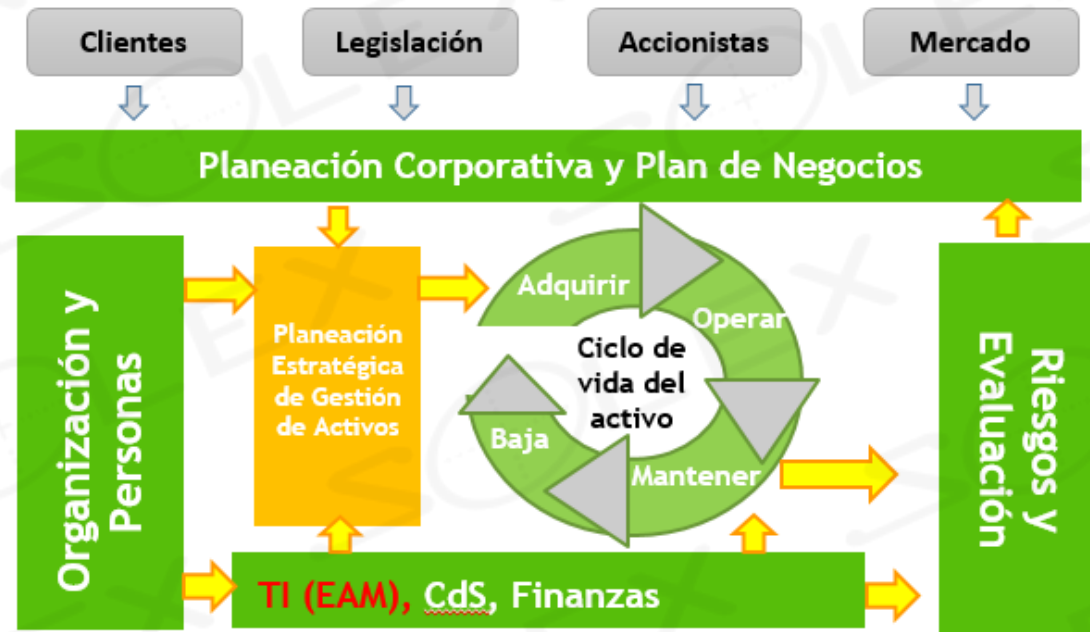 Clientes
Legislación
Accionistas
Mercado
Planeación Corporativa y Plan de Negocios
Organización y
Personas
Planeación
Estratégica
de Gestión
de Activos
Adquirir
Operar
Ciclo de
vida del
activo
Baja
Mantener
Riesgos y
Evaluación
TI (EAM), CdS, Finanzas
SOLEX